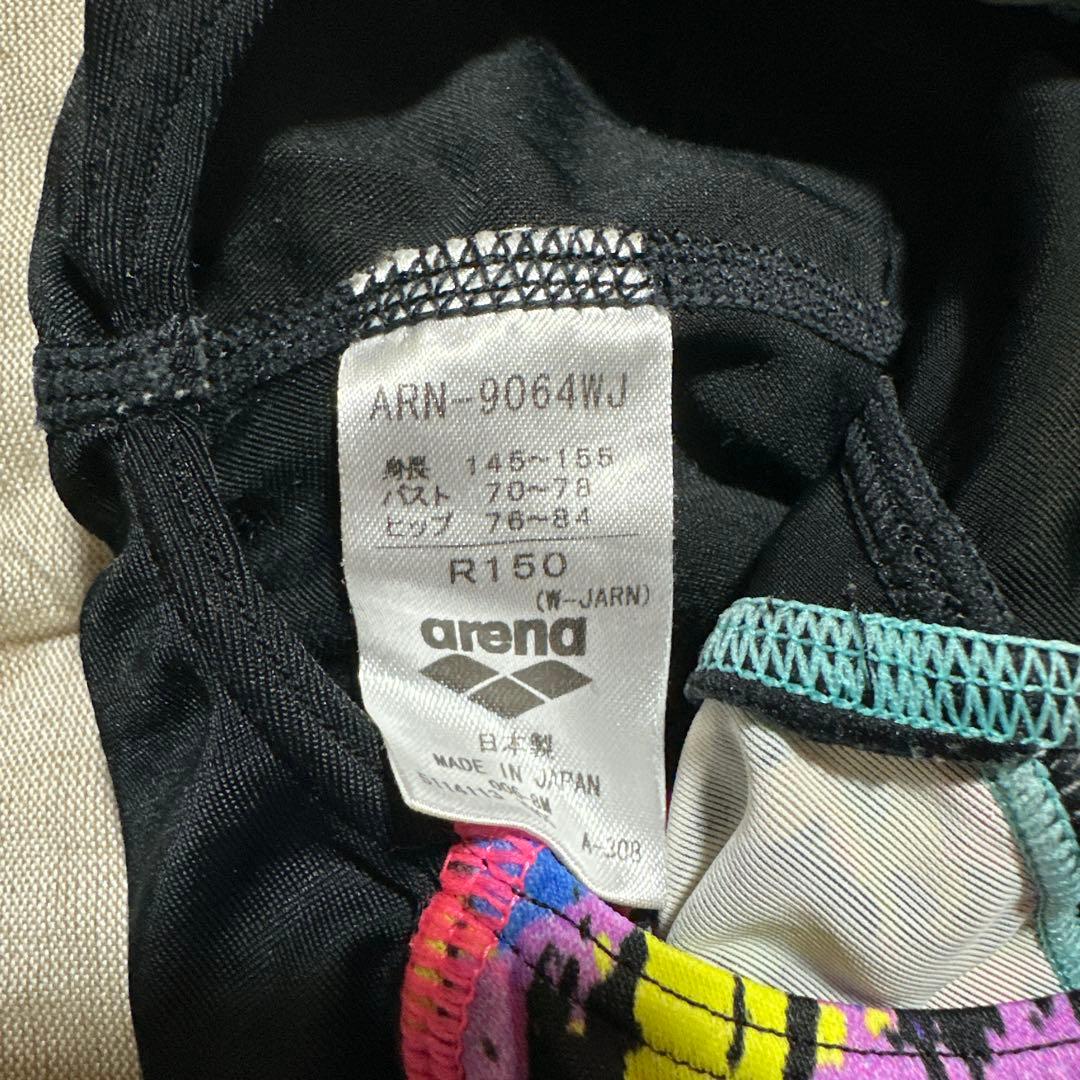 ARN-9064WJ
身長 145~155
バスト 70~78
ヒップ 76~84
R150
(W-JARN)
arena
日本製
MADE IN JAPAN
A-308